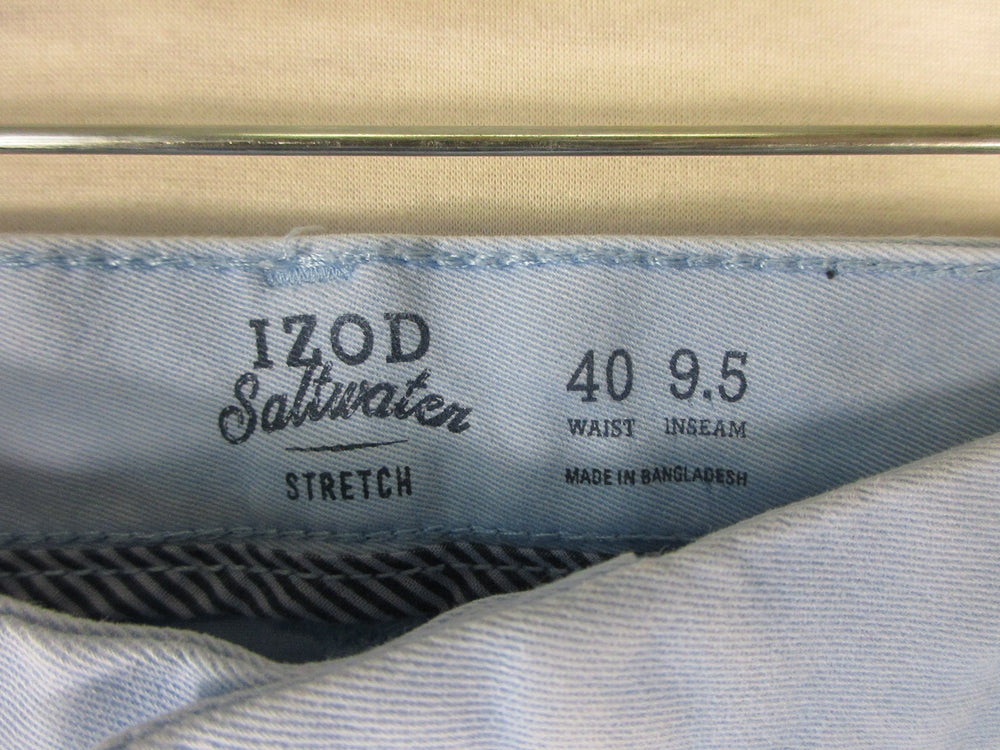 IZOD
Saltwater
STRETCH
40 9.5
WAIST INSEAM
MADE IN BANGLADESH